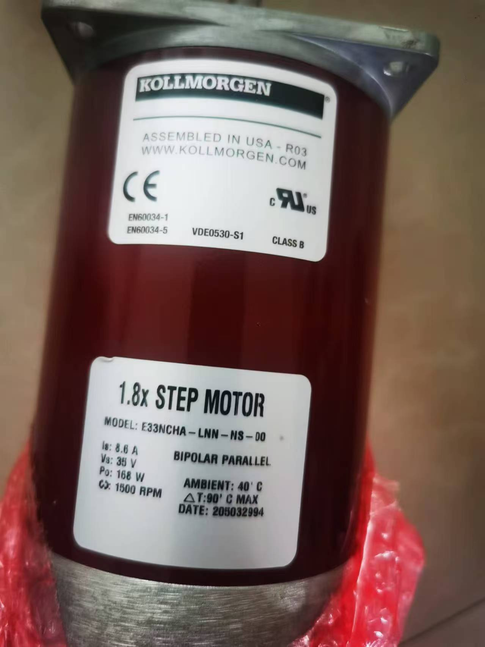 KOLLMORGEN
ASSEMBLED IN USA - R03
WWW.KOLLMORGEN.COM
CE
c RU us
EN60034-1
EN60034-5 VDE0530-S1 CLASS B
1.8x STEP MOTOR
MODEL: E33NCHA-LNN-NS-00
BIPOLAR PARALLEL
35 V
1500 RPM
AMBIENT: 40° C
△T:90° C MAX
DATE: 205032994